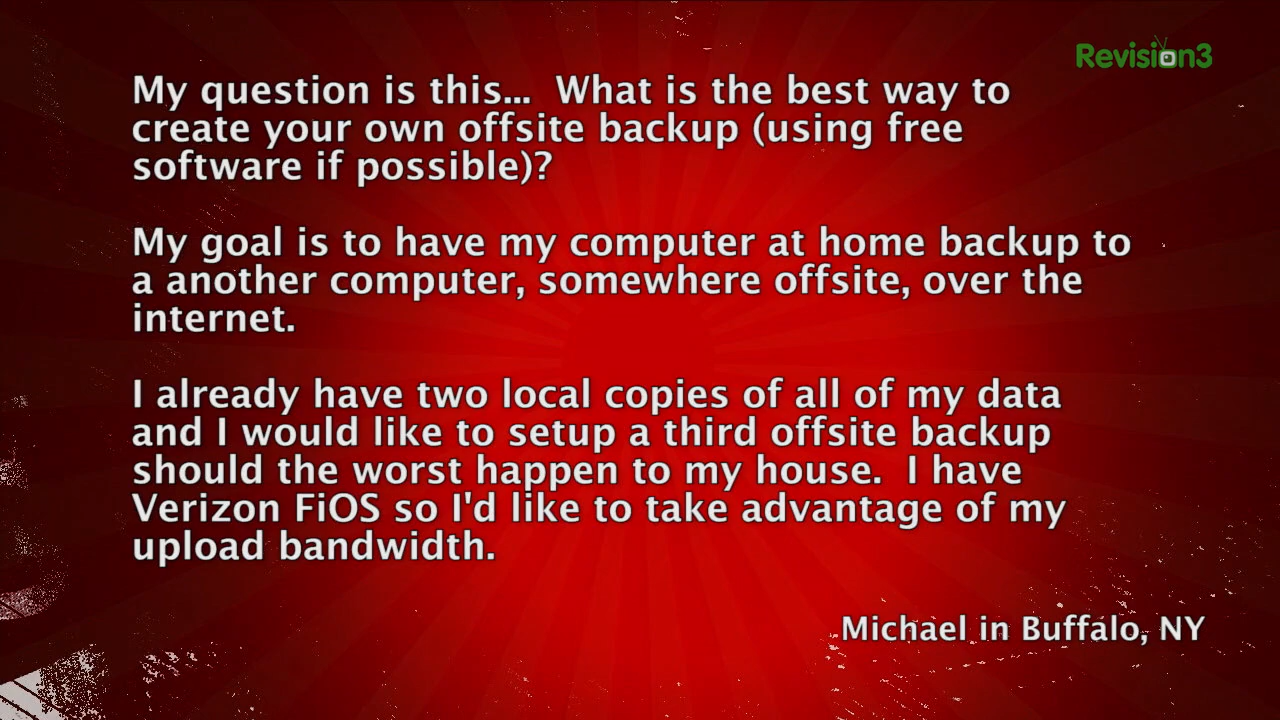 Revision3
My question is this...  What is the best way to
create your own offsite backup (using free
software if possible)?
My goal is to have my computer at home backup to
a another computer, somewhere offsite, over the
internet.
I already have two local copies of all of my data
and I would like to setup a third offsite backup
should the worst happen to my house.  I have
Verizon FiOS so I'd like to take advantage of my
upload bandwidth.
Michael in Buffalo, NY